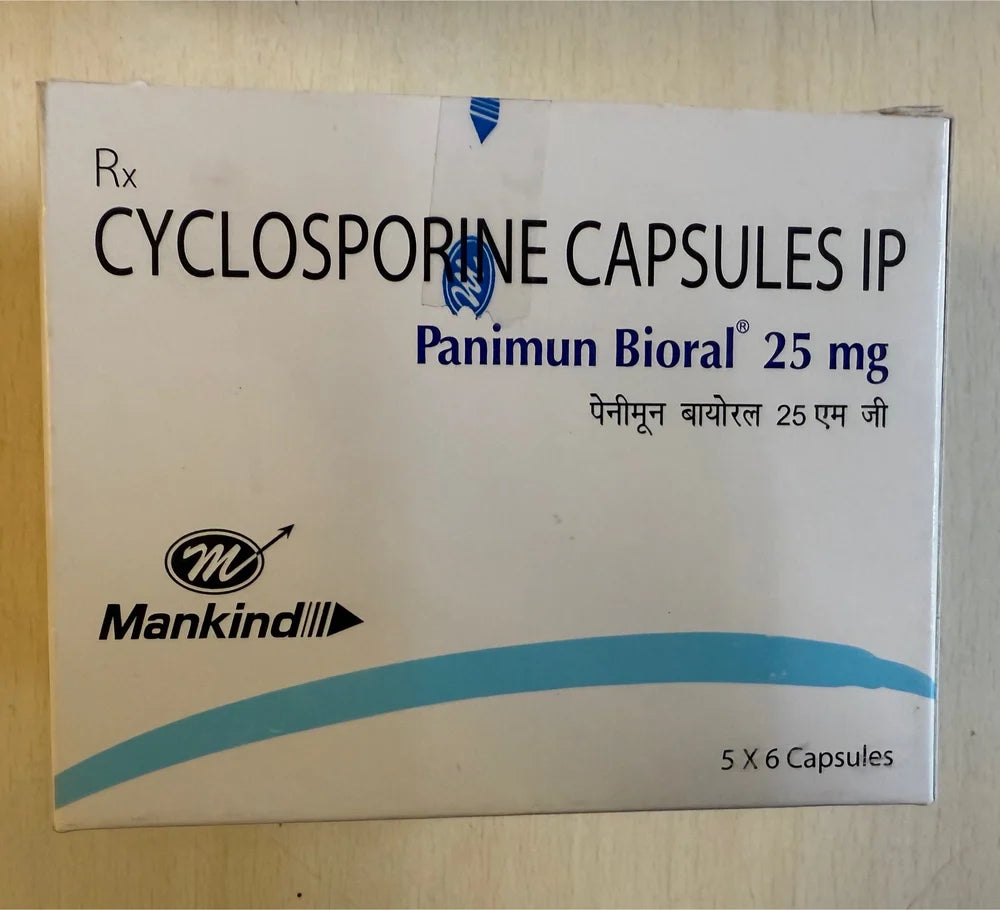 Rx
CYCLOSPORINE CAPSULES IP
Panimun Bioral® 25 mg
पेनीमून बायोरल 25 एम जी
m
Mankind
5 X 6 Capsules